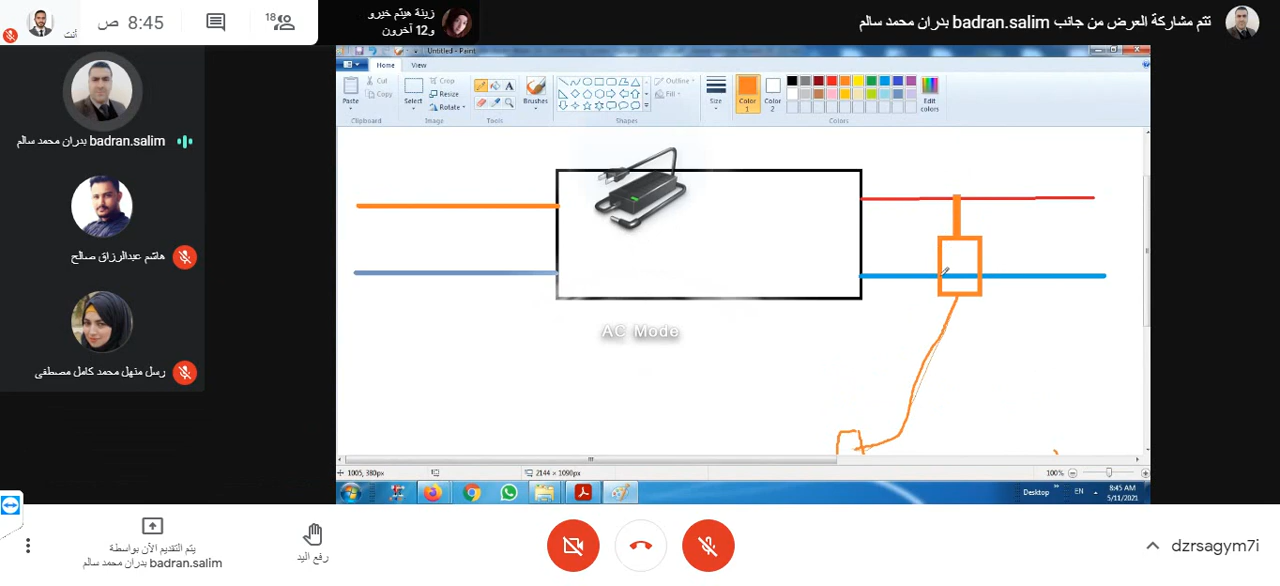 8:45 ص
18
أنت
زينة هيثم خيرو
و12 آخرون
تتم مشاركة العرض من جانب badran.salim بدران محمد سالم
badran.salim بدران محمد سالم
هاشم عبدالرزاق صالح
رسل منهل محمد كامل مصطفى
Untitled - Paint
Home
View
Paste
Cut
Copy
Clipboard
Select
Crop
Resize
Rotate
Image
A
Tools
Brushes
Outline
Fill
Shapes
Size
Color 1
Color 2
Edit colors
Colors
AC Mode
1005, 380px
2144 × 1090px
100%
Desktop
EN
8:45 AM
5/11/2021
يتم التقديم الآن بواسطة
badran.salim بدران محمد سالم
رفع اليد
dzrsagym7i